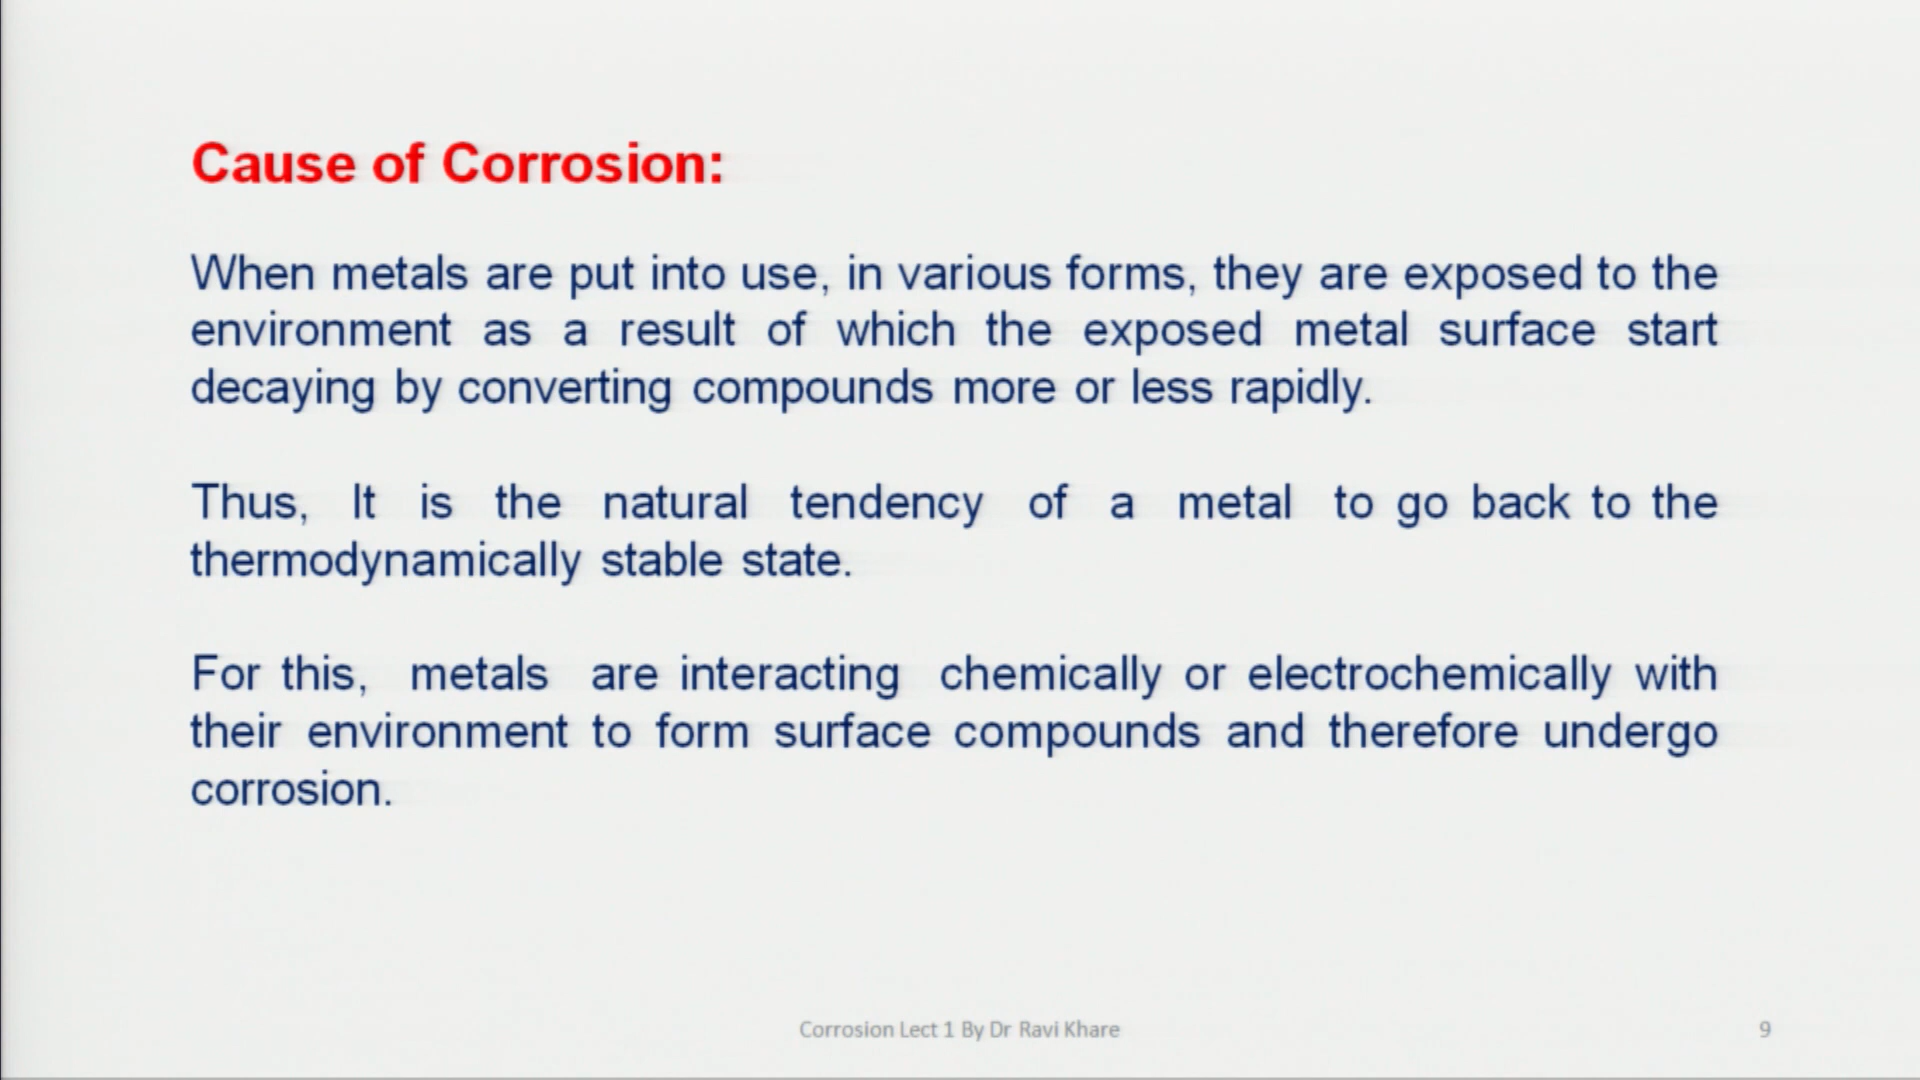 Cause of Corrosion:
When metals are put into use, in various forms, they are exposed to the
environment as a result of which the exposed metal surface start
decaying by converting compounds more or less rapidly.
Thus, It is the natural tendency of a metal to go back to the
thermodynamically stable state.
For this, metals are interacting chemically or electrochemically with
their environment to form surface compounds and therefore undergo
corrosion.
Corrosion Lect 1 By Dr Ravi Khare
9